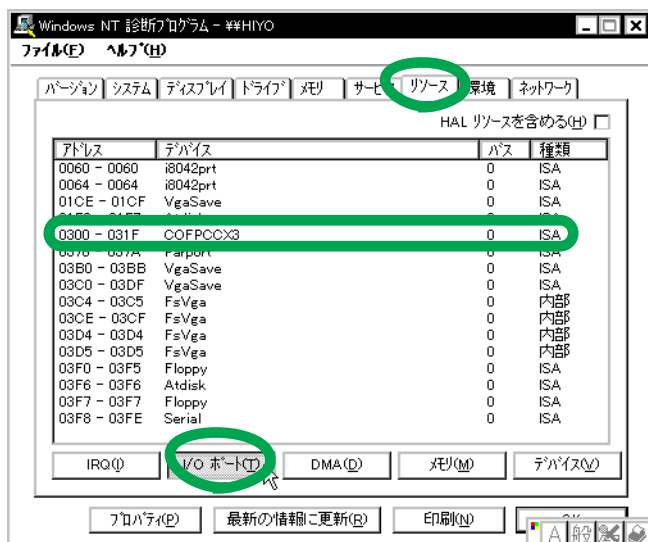 Windows NT 診断プログラム - ¥¥HIYO
ファイル(F) ヘルプ(H)
バージョン システム ディスプレイ ドライブ メモリ リソース 環境 ネットワーク
HAL リソースを含める(H)
アドレス デバイス バス 種類
0060 - 0060 i8042prt 0 ISA
0064 - 0064 i8042prt 0 ISA
01CE - 01CF VgaSave 0 ISA
0300 - 031F COFPCCX3 0 ISA
Parport 0 ISA
03B0 - 03BB VgaSave 0 ISA
03C0 - 03DF VgaSave 0 ISA
03C4 - 03C5 FsVga 0 内部
03CE - 03CF FsVga 0 内部
03D4 - 03D4 FsVga 0 内部
03D5 - 03D5 FsVga 0 内部
03F0 - 03F5 Floppy 0 ISA
03F6 - 03F6 Atdisk 0 ISA
03F7 - 03F7 Floppy 0 ISA
03F8 - 03FE Serial 0 ISA
IRQ(I) I/O ポート(T) DMA(D) メモリ(M) デバイス(V)
プロパティ(P) 最新の情報に更新(R) 印刷(N)
A 般